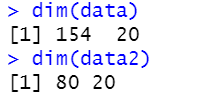 > dim(data)
[1] 154  20
> dim(data2)
[1] 80 20